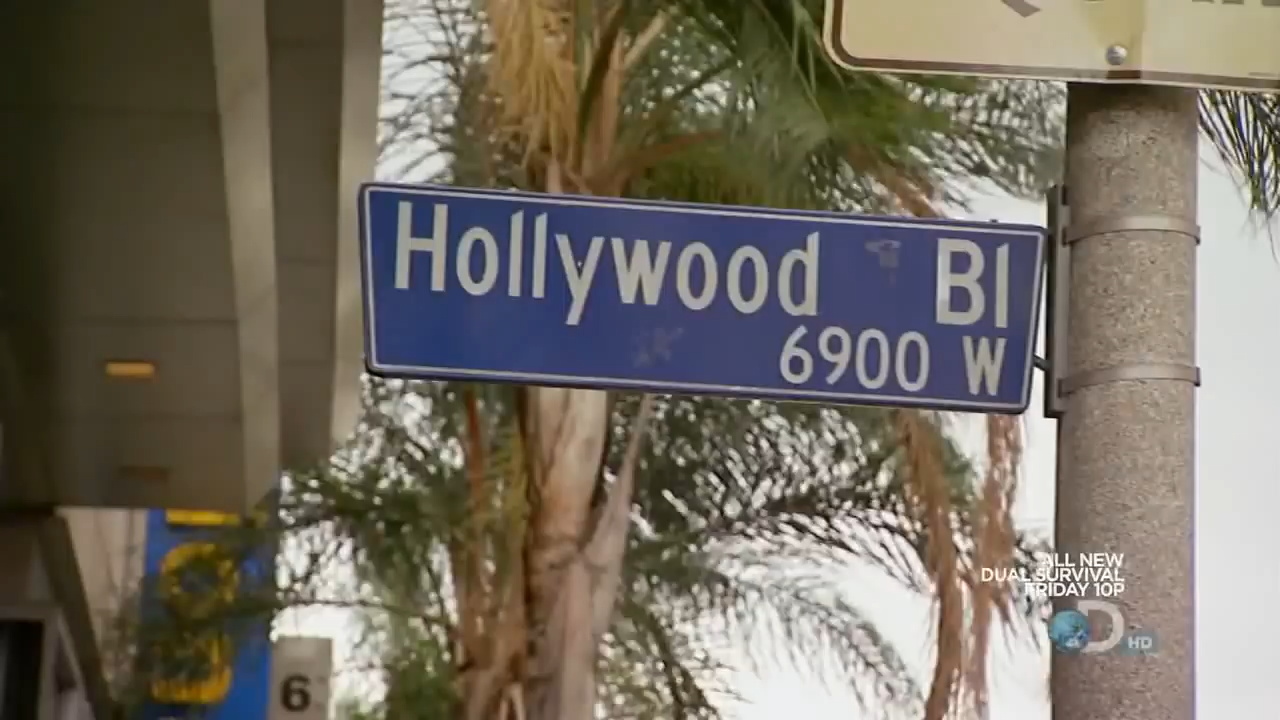 Hollywood Bl
6900 W
6
ALL NEW
DUAL SURVIVAL
FRIDAY 10P
D HD